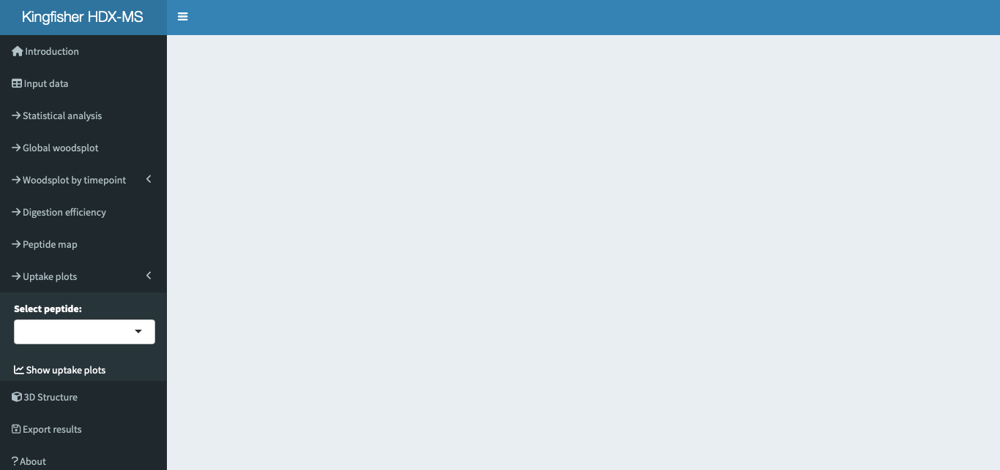 Kingfisher HDX-MS
Introduction
Input data
Statistical analysis
Global woodsplot
Woodsplot by timepoint
Digestion efficiency
Peptide map
Uptake plots
Select peptide:
Show uptake plots
3D Structure
Export results
About